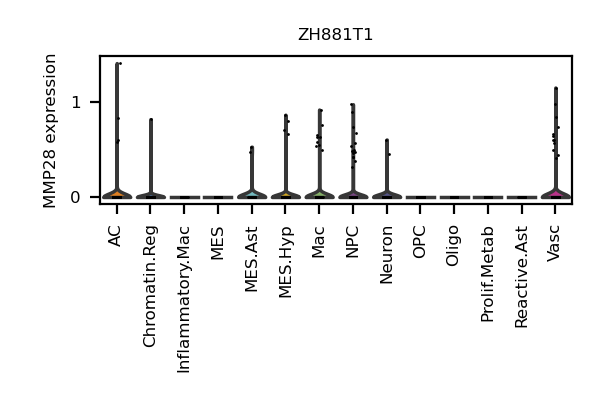 ZH881T1
MMP28 expression
1
0
AC
Chromatin.Reg
Inflammatory.Mac
MES
MES.Ast
MES.Hyp
Mac
NPC
Neuron
OPC
Oligo
Prolif.Metab
Reactive.Ast
Vasc